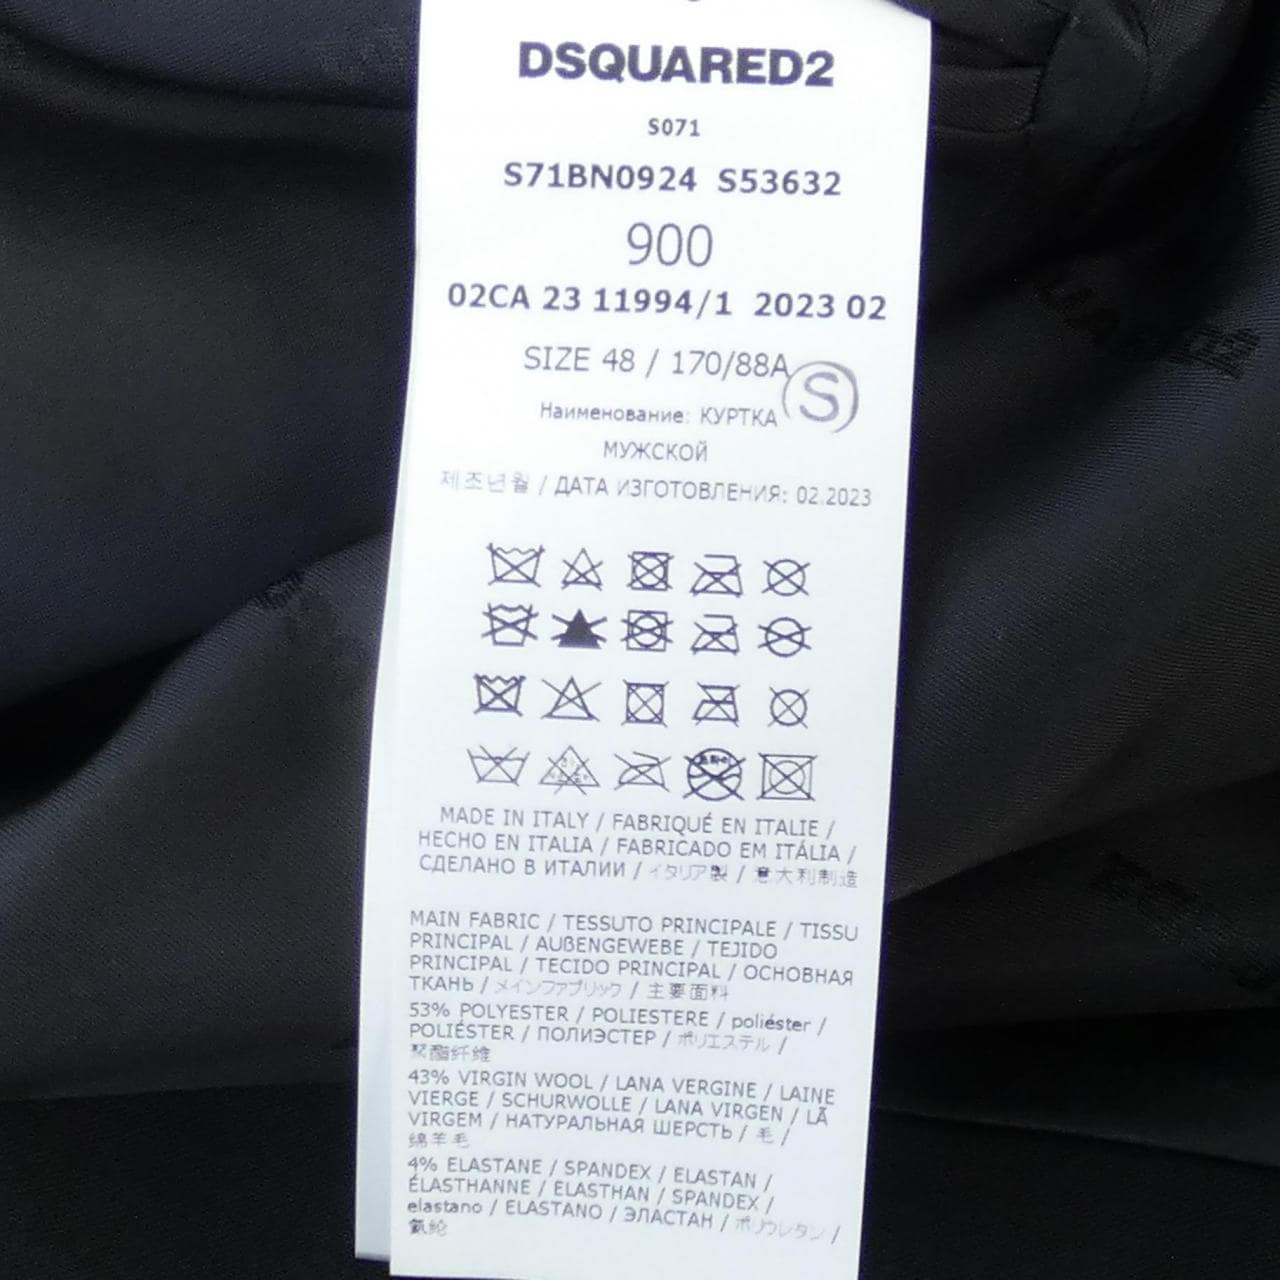 DSQUARED2
S071
S71BN0924 S53632
900
02CA 23 11994/1 2023 02
SIZE 48 / 170/88A
S
Наименование: КУРТКА
МУЖСКОЙ
제조년월 / ДАТА ИЗГОТОВЛЕНИЯ: 02.2023
MADE IN ITALY / FABRIQUÉ EN ITALIE /
HECHO EN ITALIA / FABRICADO EM ITÁLIA /
СДЕЛАНО В ИТАЛИИ / イタリア製 / 意大利制造
MAIN FABRIC / TESSUTO PRINCIPALE / TISSU
PRINCIPAL / AUßENGEWEBE / TEJIDO
PRINCIPAL / TECIDO PRINCIPAL / ОСНОВНАЯ
ТКАНЬ / メインファブリック / 主要面料
53% POLYESTER / POLIESTERE / poliéster /
POLIÉSTER / ПОЛИЭСТЕР / ポリエステル /
聚酯纤维
43% VIRGIN WOOL / LANA VERGINE / LAINE
VIERGE / SCHURWOLLE / LANA VIRGEN / LÃ
VIRGEM / НАТУРАЛЬНАЯ ШЕРСТЬ / 毛 /
绵羊毛
4% ELASTANE / SPANDEX / ELASTAN /
ÉLASTHANNE / ELASTHAN / SPANDEX /
elastano / ELASTANO / ЭЛАСТАН / ポリウレタン /
氨纶